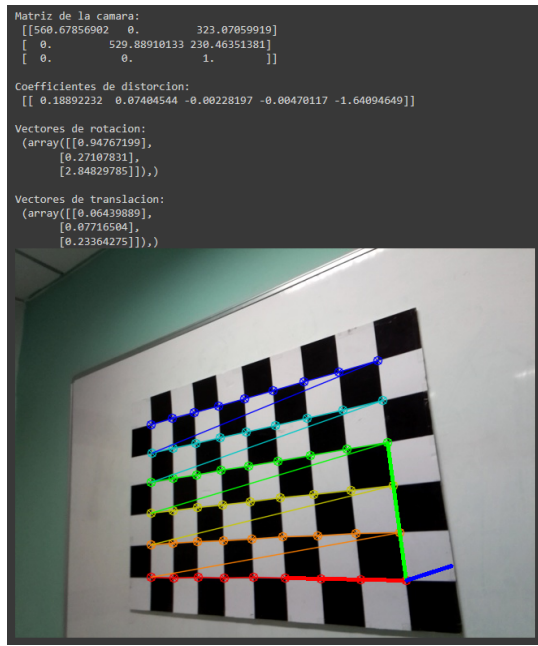 Matriz de la camara:
[[560.67856902 0. 323.07059919]
[ 0. 529.88910133 230.46351381]
[ 0. 0. 1. ]]
Coefficientes de distorcion:
[[ 0.18892232 0.07404544 -0.00228197 -0.00470117 -1.64094649]]
Vectores de rotacion:
(array([[0.94767199],
[0.27107831],
[2.84829785]]),)
Vectores de translacion:
(array([[0.06439889],
[0.07716504],
[0.23364275]]),)